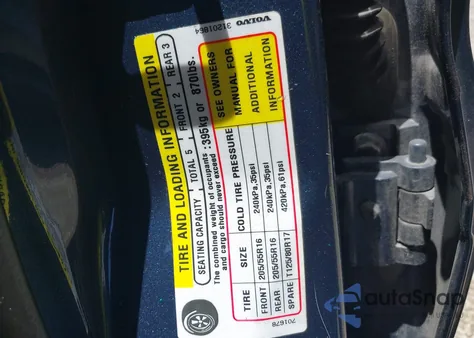 VOLVO 31201864
TIRE AND LOADING INFORMATION
SEATING CAPACITY TOTAL 5 FRONT 2 REAR 3
The combined weight of occupants and cargo should never exceed :395kg or 870lbs.
TIRE SIZE COLD TIRE PRESSURE
FRONT 205/55R16 240kPa,35psi
REAR 205/55R16 240kPa,35psi
SPARE T125/80R17 420kPa,61psi
SEE OWNERS
MANUAL FOR
ADDITIONAL
INFORMATION
701678
autoSnap